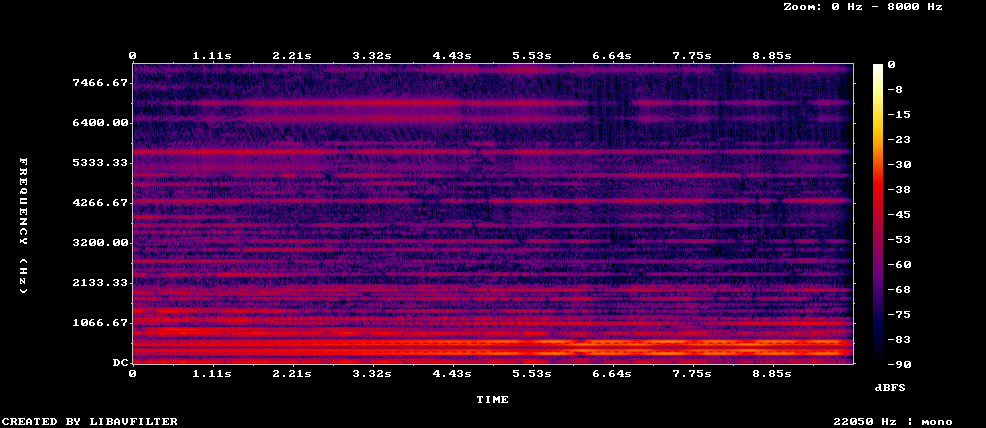 Zoom: 0 Hz - 8000 Hz
0 1.11s 2.21s 3.32s 4.43s 5.53s 6.64s 7.75s 8.85s
7466.67
6400.00
5333.33
4266.67
3200.00
2133.33
1066.67
DC
FREQUENCY (Hz)
0
-8
-15
-23
-30
-38
-45
-53
-60
-68
-75
-83
-90
dBFS
0 1.11s 2.21s 3.32s 4.43s 5.53s 6.64s 7.75s 8.85s
TIME
CREATED BY LIBAVFILTER
22050 Hz | mono